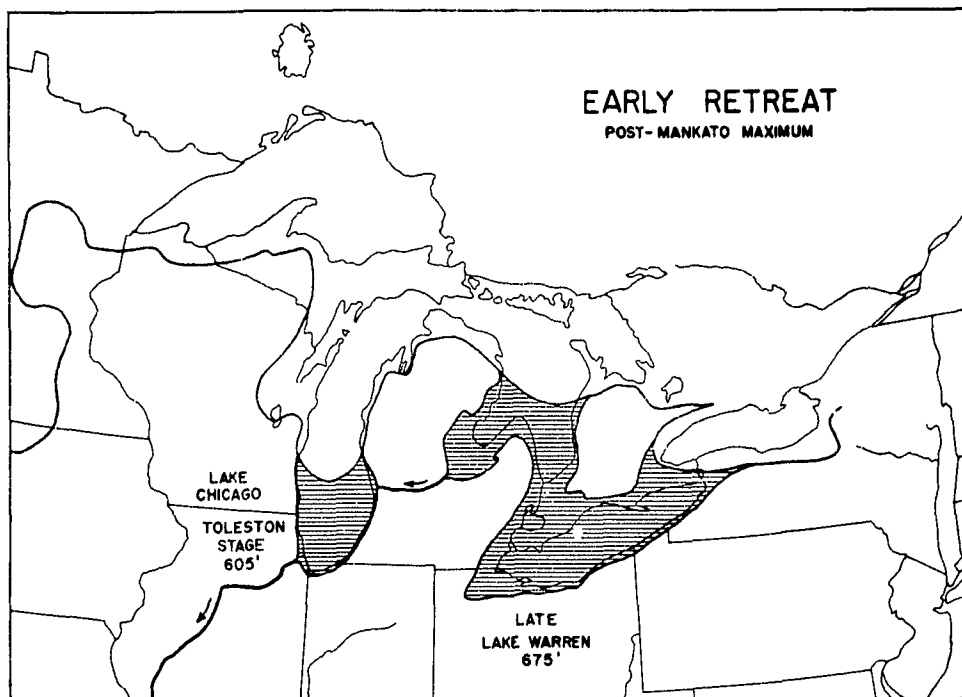 EARLY RETREAT
POST-MANKATO MAXIMUM
LAKE
CHICAGO
TOLESTON
STAGE
605'
LATE
LAKE WARREN
675'